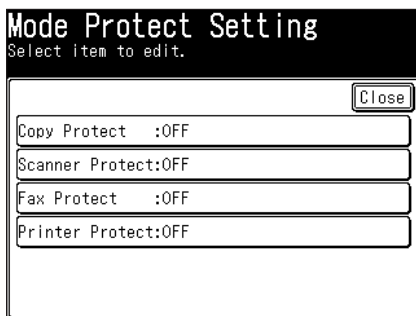 Mode Protect Setting
Select item to edit.
Close
Copy Protect :OFF
Scanner Protect:OFF
Fax Protect :OFF
Printer Protect:OFF